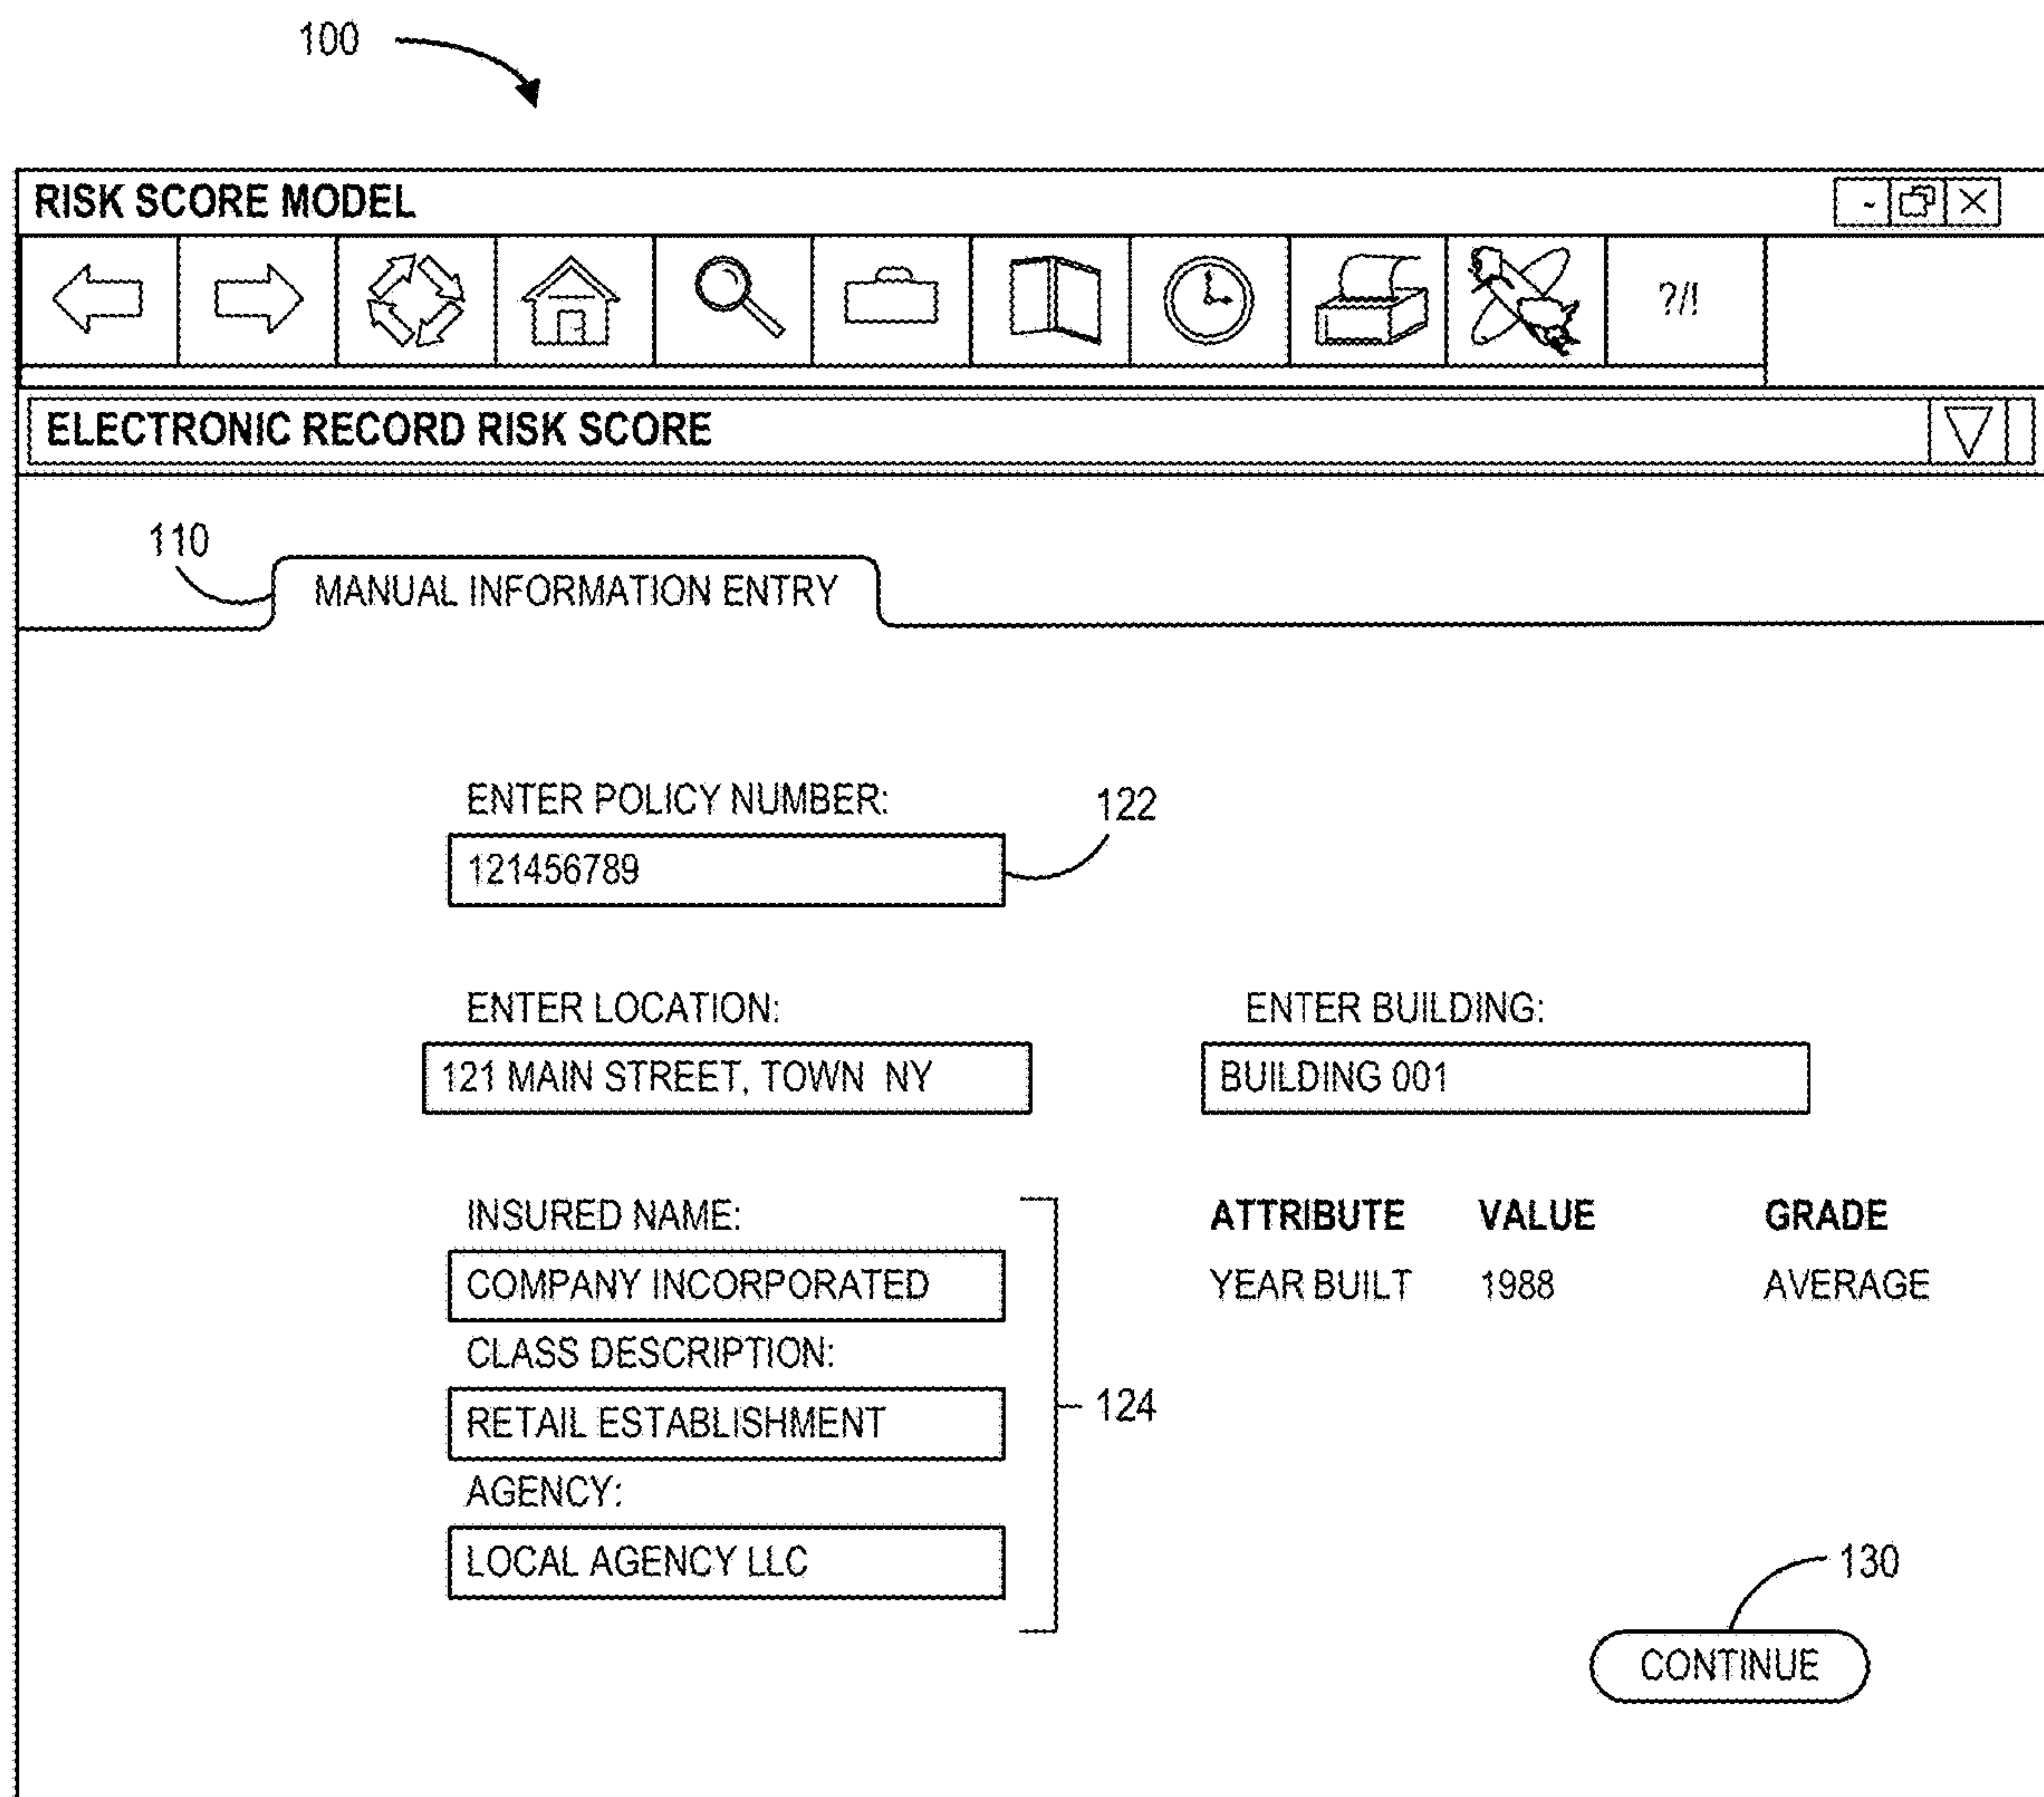 100
RISK SCORE MODEL
?/!
ELECTRONIC RECORD RISK SCORE
110
MANUAL INFORMATION ENTRY
ENTER POLICY NUMBER:
122
121456789
ENTER LOCATION:
ENTER BUILDING:
121 MAIN STREET, TOWN NY
BUILDING 001
INSURED NAME:
ATTRIBUTE VALUE GRADE
COMPANY INCORPORATED
YEAR BUILT 1988 AVERAGE
CLASS DESCRIPTION:
124
RETAIL ESTABLISHMENT
AGENCY:
LOCAL AGENCY LLC
130
CONTINUE